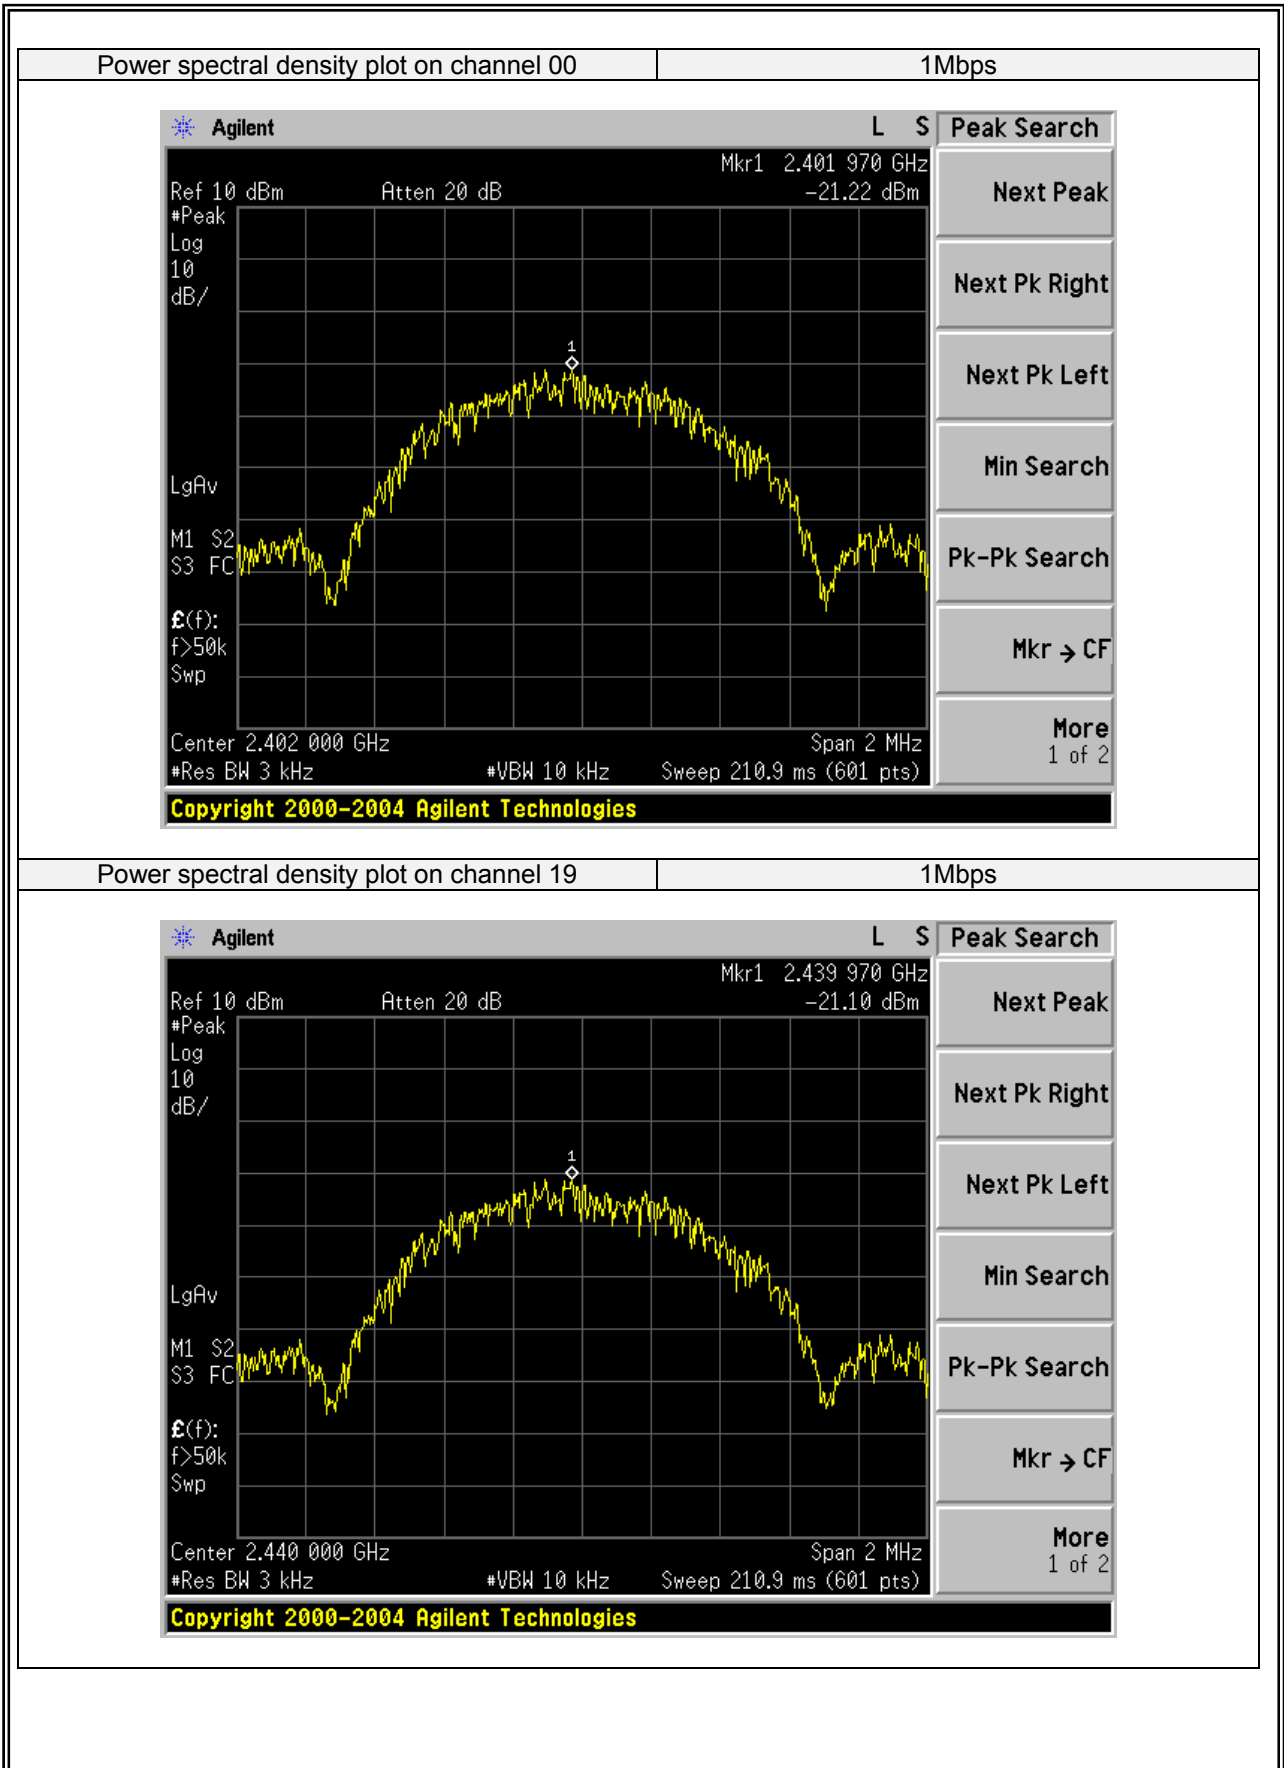 Power spectral density plot on channel 00 1Mbps
Agilent L S Peak Search
Mkr1 2.401 970 GHz
Ref 10 dBm Atten 20 dB -21.22 dBm
#Peak
Log
10
dB/
1
LgAv
M1 S2
S3 FC
£(f):
f>50k
Swp
Center 2.402 000 GHz Span 2 MHz
#Res BW 3 kHz #VBW 10 kHz Sweep 210.9 ms (601 pts)
Copyright 2000-2004 Agilent Technologies
Next Peak
Next Pk Right
Next Pk Left
Min Search
Pk-Pk Search
Mkr → CF
More
1 of 2
Power spectral density plot on channel 19 1Mbps
Agilent L S Peak Search
Mkr1 2.439 970 GHz
Ref 10 dBm Atten 20 dB -21.10 dBm
#Peak
Log
10
dB/
1
LgAv
M1 S2
S3 FC
£(f):
f>50k
Swp
Center 2.440 000 GHz Span 2 MHz
#Res BW 3 kHz #VBW 10 kHz Sweep 210.9 ms (601 pts)
Copyright 2000-2004 Agilent Technologies
Next Peak
Next Pk Right
Next Pk Left
Min Search
Pk-Pk Search
Mkr → CF
More
1 of 2